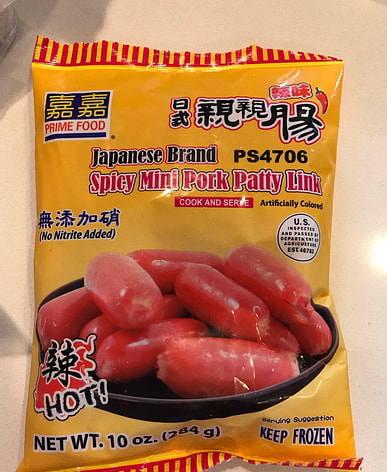 嘉嘉
PRIME FOOD
®
辣味
日式 親親腸
Japanese Brand PS4706
Spicy Mini Pork Patty Link
COOK AND SERVE Artificially Colored
無添加硝
(No Nitrite Added)
U.S.
INSPECTED
AND PASSED BY
DEPARTMENT OF
AGRICULTURE
EST. 46782
辣
HOT!
Serving Suggestion
NET WT. 10 oz. (284 g) KEEP FROZEN